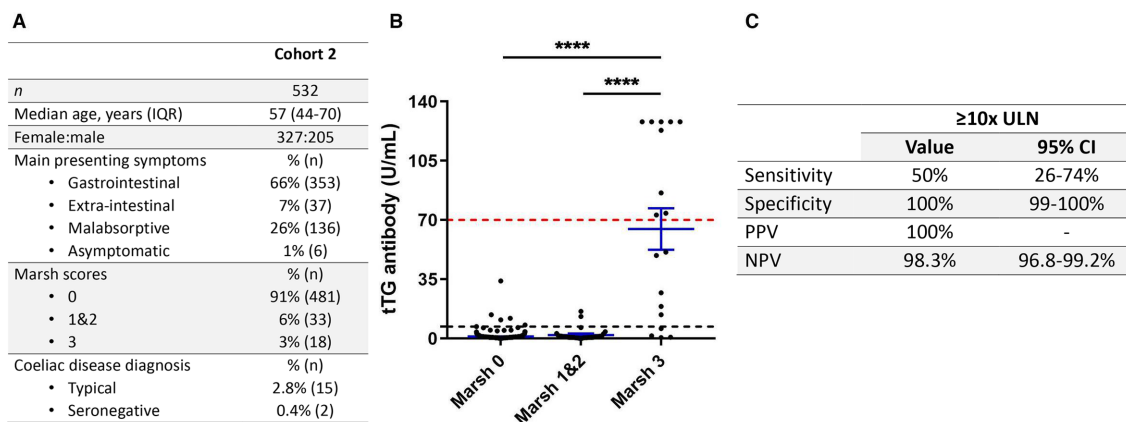 A
Cohort 2
n 532
Median age, years (IQR) 57 (44-70)
Female:male 327:205
Main presenting symptoms % (n)
• Gastrointestinal 66% (353)
• Extra-intestinal 7% (37)
• Malabsorptive 26% (136)
• Asymptomatic 1% (6)
Marsh scores % (n)
• 0 91% (481)
• 1&2 6% (33)
• 3 3% (18)
Coeliac disease diagnosis % (n)
• Typical 2.8% (15)
• Seronegative 0.4% (2)
B
****
****
tTG antibody (U/mL)
140
105
70
35
0
Marsh 0
Marsh 1&2
Marsh 3
C
≥10x ULN
Value 95% CI
Sensitivity 50% 26-74%
Specificity 100% 99-100%
PPV 100% -
NPV 98.3% 96.8-99.2%